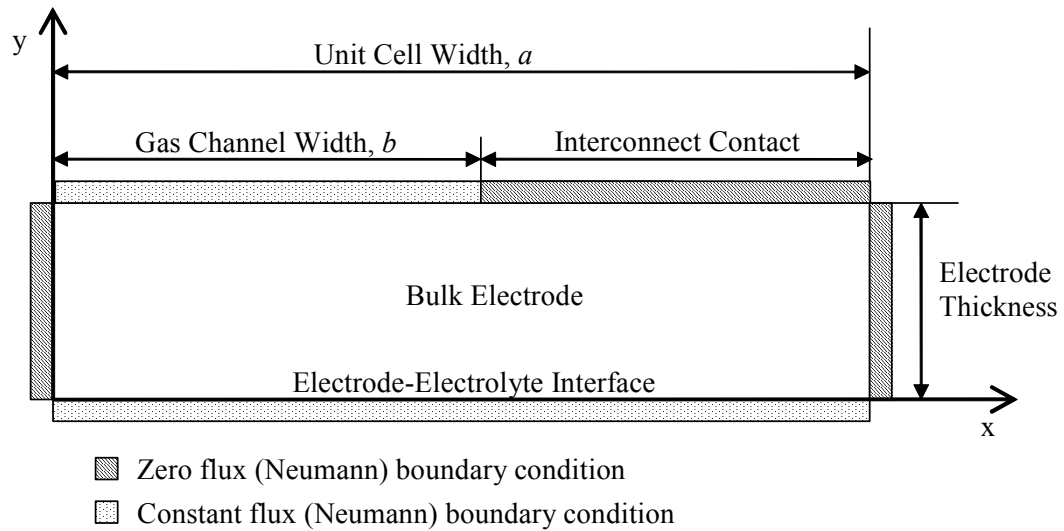 y
Unit Cell Width, a
Gas Channel Width, b
Interconnect Contact
Bulk Electrode
Electrode
Thickness
Electrode-Electrolyte Interface
x
Zero flux (Neumann) boundary condition
Constant flux (Neumann) boundary condition